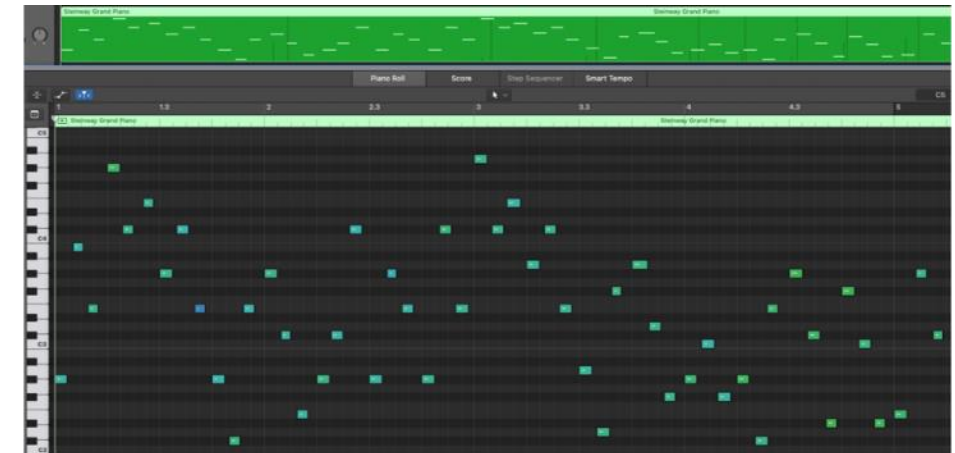 Steinway Grand Piano Steinway Grand Piano
Piano Roll Score Step Sequencer Smart Tempo
C5
1 1.3 2 2.3 3 3.3 4 4.3 5
Steinway Grand Piano Steinway Grand Piano
C5
C4
C3
C2